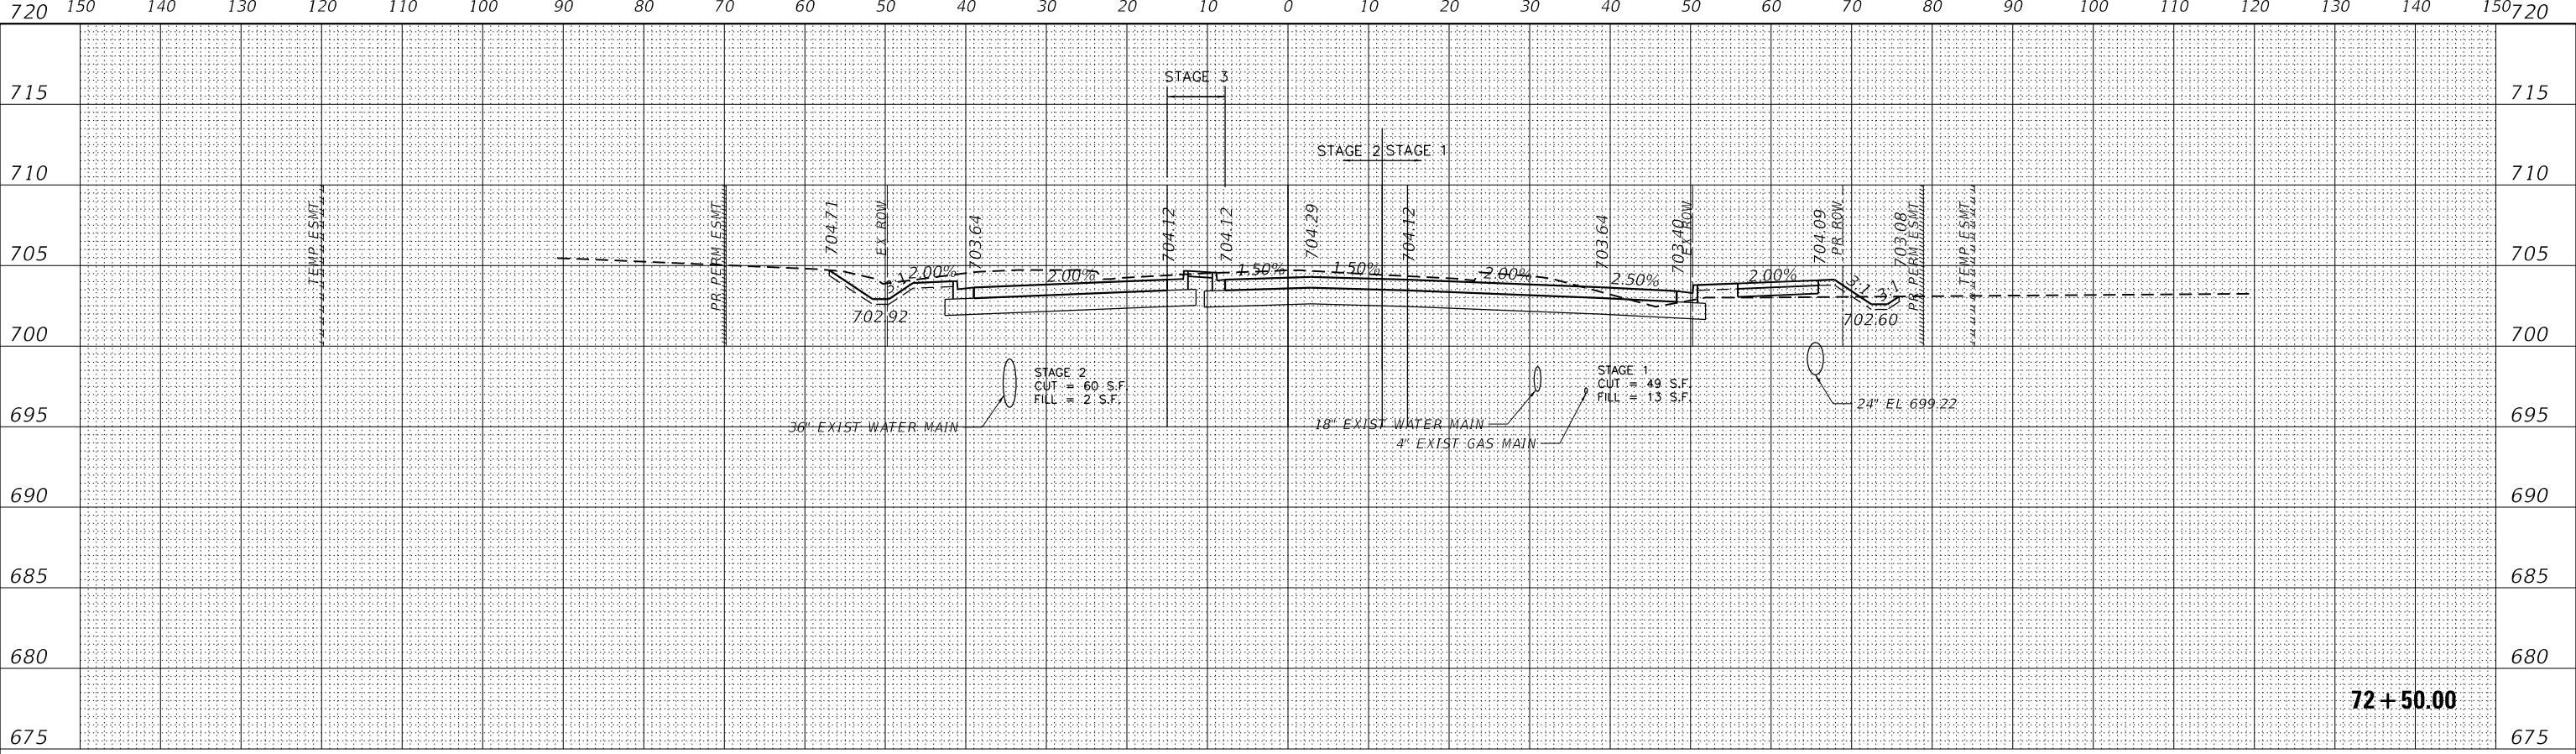 720 150 140 130 120 110 100 90 80 70 60 50 40 30 20 10 0 10 20 30 40 50 60 70 80 90 100 110 120 130 140 150 720
STAGE 3
715 715
STAGE 2 STAGE 1
710 710
TEMP ESMT
PR PERM ESMT
704.71
EX ROW
703.64
704.12
704.12
704.29
704.12
703.64
703.40
EX ROW
704.09
PR ROW
703.08
PR PERM ESMT
TEMP ESMT
705 705
3:1 2.00% 2.00% 1.50% 1.50% 2.00% 2.50% 2.00% 3:1 3:1
702.92 702.60
700 700
STAGE 2
CUT = 60 S.F.
FILL = 2 S.F.
STAGE 1
CUT = 49 S.F.
FILL = 13 S.F.
24" EL 699.22
695 695
36" EXIST WATER MAIN
18" EXIST WATER MAIN
4" EXIST GAS MAIN
690 690
685 685
680 680
72+50.00
675 675